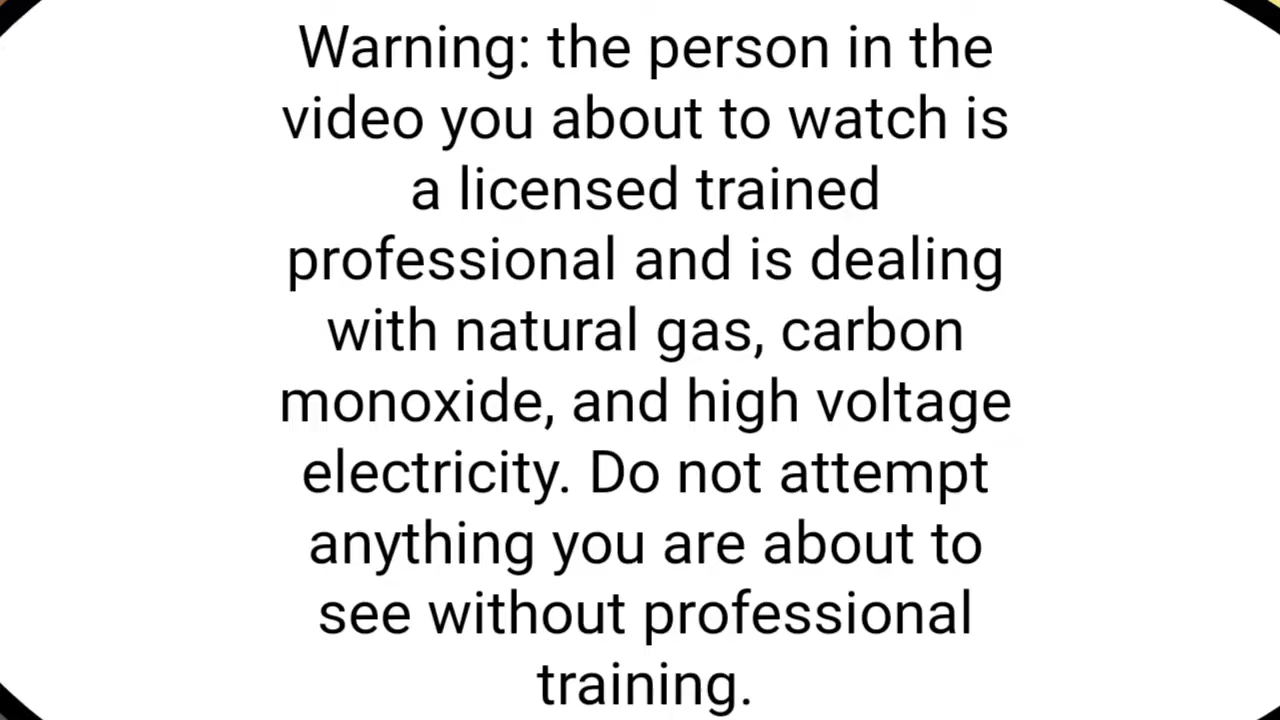 Warning: the person in the
video you about to watch is
a licensed trained
professional and is dealing
with natural gas, carbon
monoxide, and high voltage
electricity. Do not attempt
anything you are about to
see without professional
training.